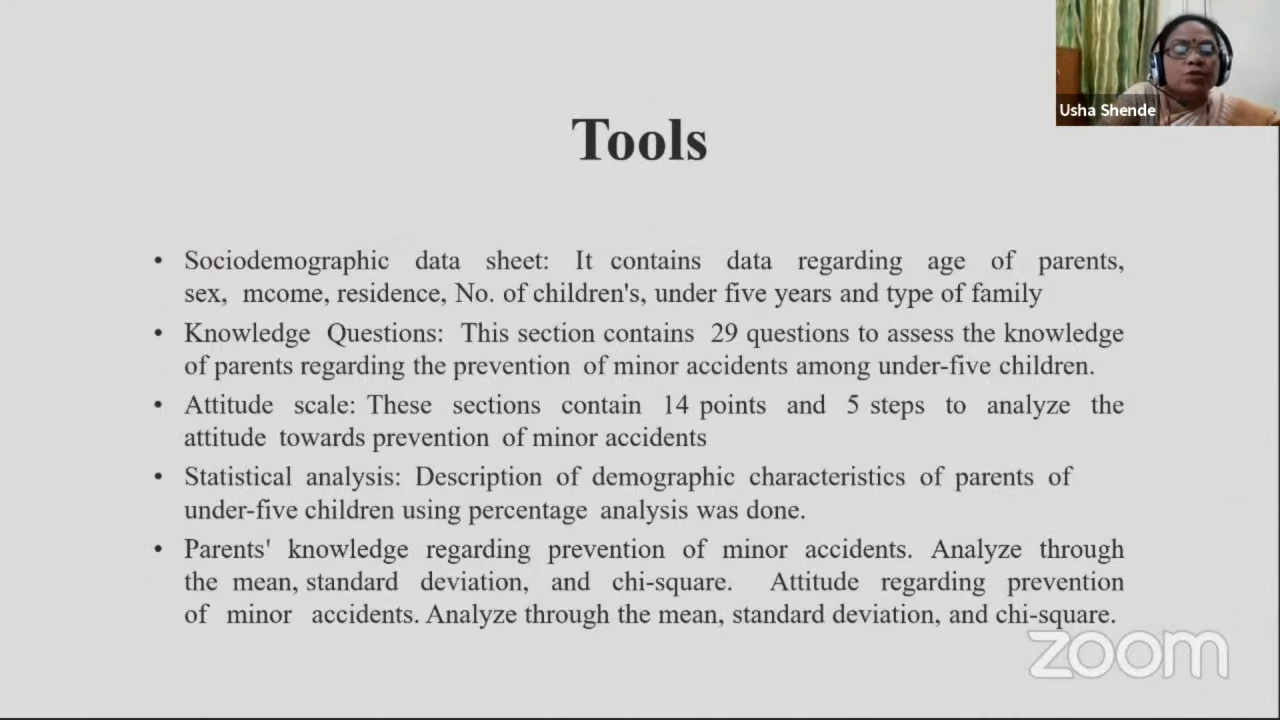 Usha Shende
Tools
• Sociodemographic data sheet: It contains data regarding age of parents,
sex, mcome, residence, No. of children's, under five years and type of family
• Knowledge Questions: This section contains 29 questions to assess the knowledge
of parents regarding the prevention of minor accidents among under-five children.
• Attitude scale: These sections contain 14 points and 5 steps to analyze the
attitude towards prevention of minor accidents
• Statistical analysis: Description of demographic characteristics of parents of
under-five children using percentage analysis was done.
• Parents' knowledge regarding prevention of minor accidents. Analyze through
the mean, standard deviation, and chi-square. Attitude regarding prevention
of minor accidents. Analyze through the mean, standard deviation, and chi-square.
zoom